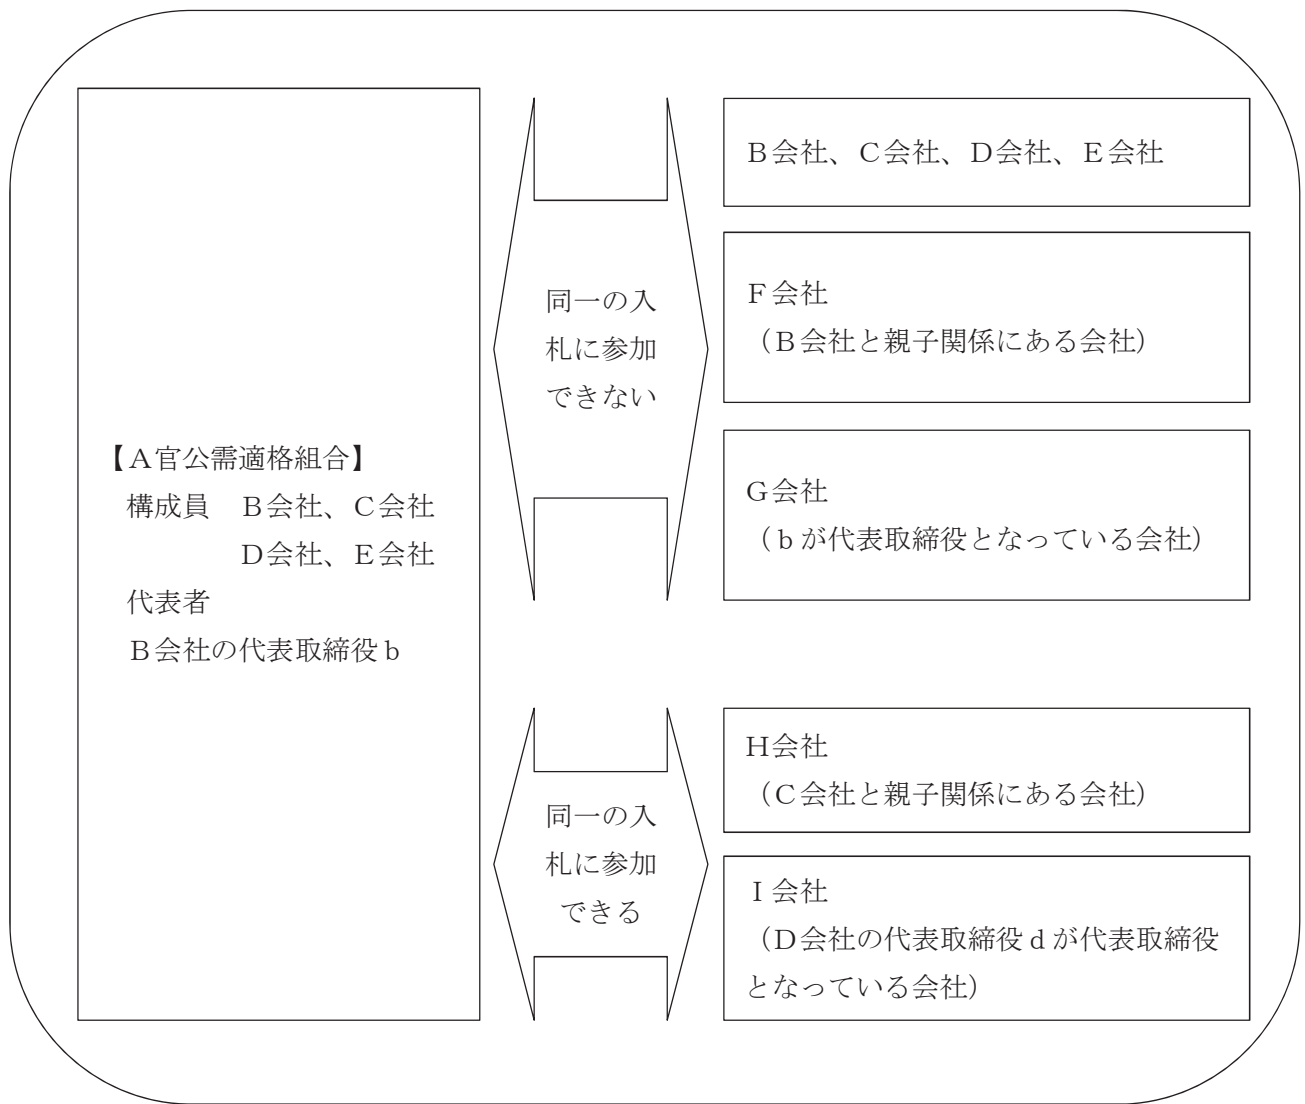 【Ａ官公需適格組合】
構成員　Ｂ会社、Ｃ会社
Ｄ会社、Ｅ会社
代表者
Ｂ会社の代表取締役ｂ
同一の入
札に参加
できない
Ｂ会社、Ｃ会社、Ｄ会社、Ｅ会社
Ｆ会社
（Ｂ会社と親子関係にある会社）
Ｇ会社
（ｂが代表取締役となっている会社）
同一の入
札に参加
できる
Ｈ会社
（Ｃ会社と親子関係にある会社）
Ｉ会社
（Ｄ会社の代表取締役ｄが代表取締役
となっている会社）